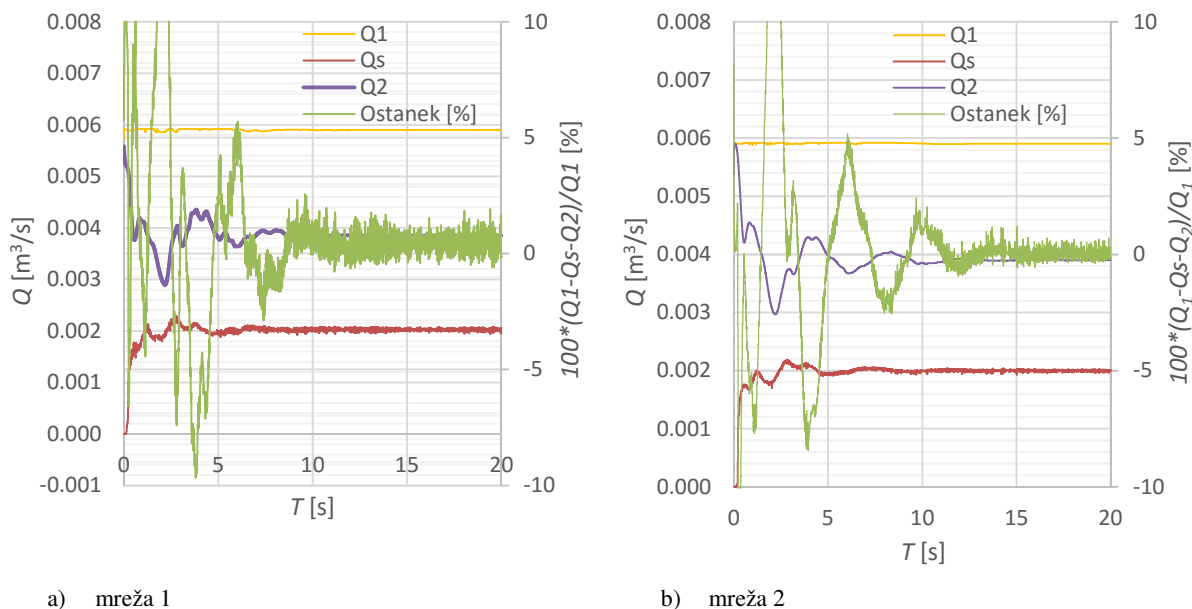 0.008
0.007
0.006
0.005
0.004
0.003
0.002
0.001
0.000
-0.001
Q [m³/s]
0
5
10
15
20
T [s]
10
5
0
-5
-10
100*(Q1-Qs-Q2)/Q1 [%]
Q1
Qs
Q2
Ostanek [%]
a) mreža 1
0.008
0.007
0.006
0.005
0.004
0.003
0.002
0.001
0.000
Q [m³/s]
0
5
10
15
20
T [s]
10
5
0
-5
-10
100*(Q₁-Qs-Q₂)/Q₁ [%]
Q1
Qs
Q2
Ostanek [%]
b) mreža 2